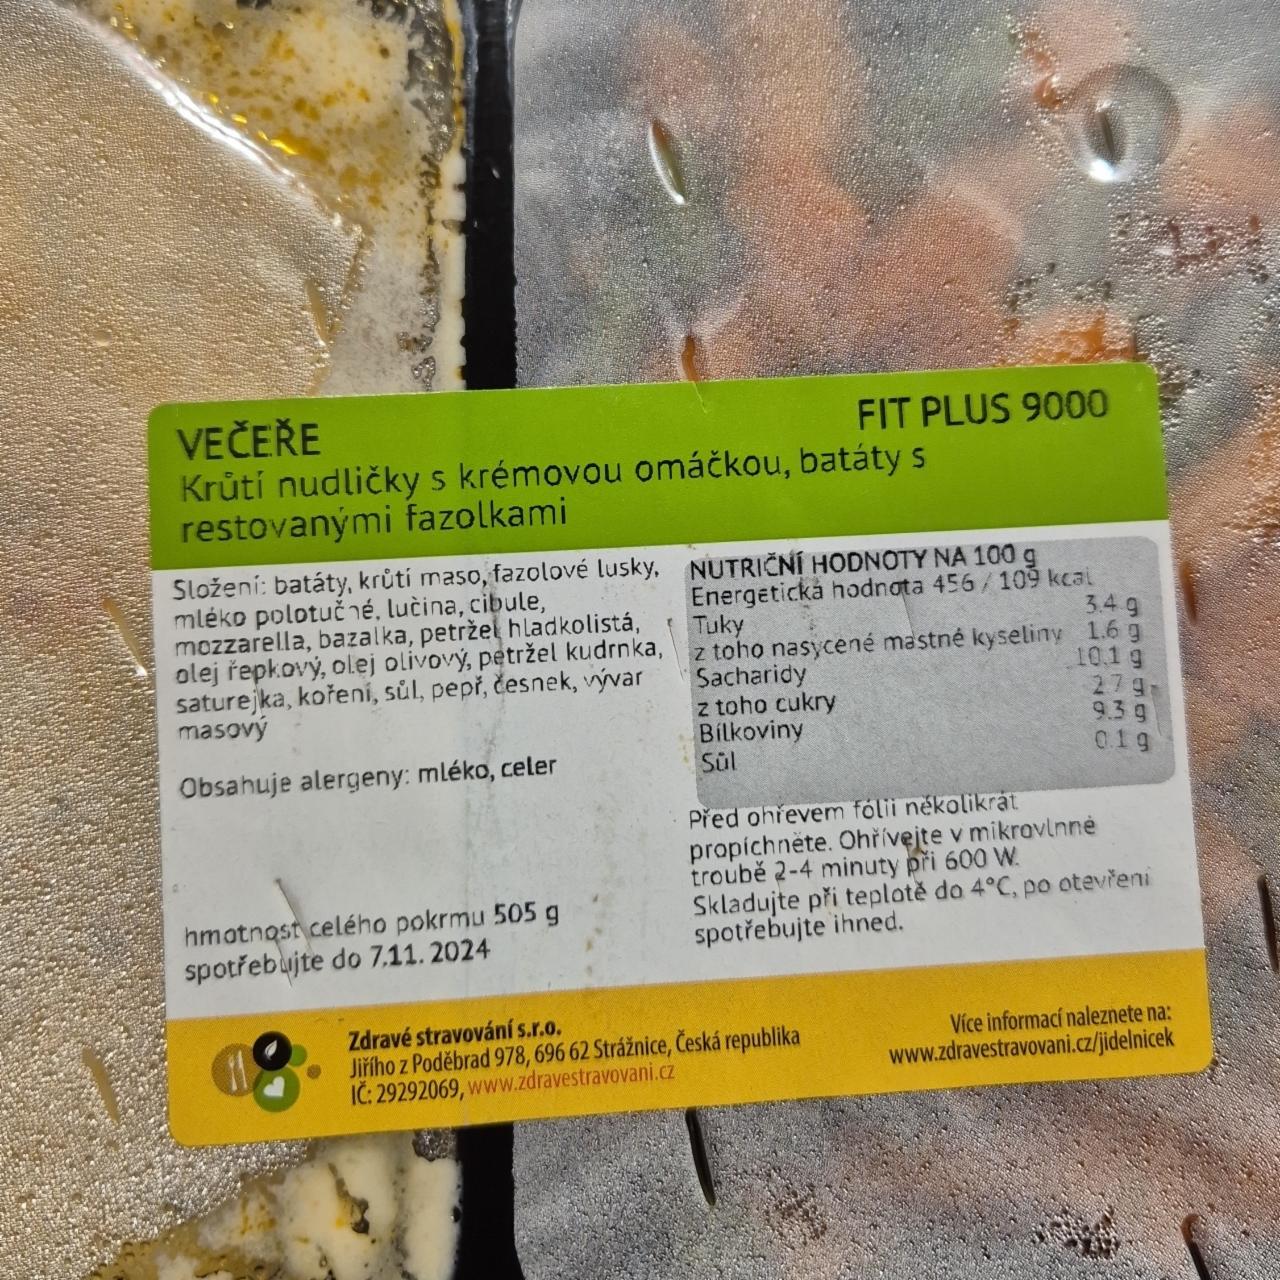 VEČEŘE
FIT PLUS 9000
Krůtí nudličky s krémovou omáčkou, batáty s
restovanými fazolkami
Složení: batáty, krůtí maso, fazolové lusky,
mléko polotučné, lučina, cibule,
mozzarella, bazalka, petržel hladkolistá,
olej řepkový, olej olivový, petržel kudrnka,
saturejka, koření, sůl, pepř, česnek, vývar
masový
Obsahuje alergeny: mléko, celer
hmotnost celého pokrmu 505 g
spotřebujte do 7.11. 2024
NUTRIČNÍ HODNOTY NA 100 g
Energetická hodnota 456 / 109 kcal
Tuky 3.4 g
z toho nasycené mastné kyseliny 1.6 g
Sacharidy 10.1 g
z toho cukry 2.7 g
Bílkoviny 9.3 g
Sůl 0.1 g
Před ohřevem fólii několikrát
propíchněte. Ohřívejte v mikrovlnné
troubě 2-4 minuty při 600 W.
Skladujte při teplotě do 4°C, po otevření
spotřebujte ihned.
Zdravé stravování s.r.o.
Jiřího z Poděbrad 978, 696 62 Strážnice, Česká republika
IČ: 29292069, www.zdravestravovani.cz
Více informací naleznete na:
www.zdravestravovani.cz/jidelnicek